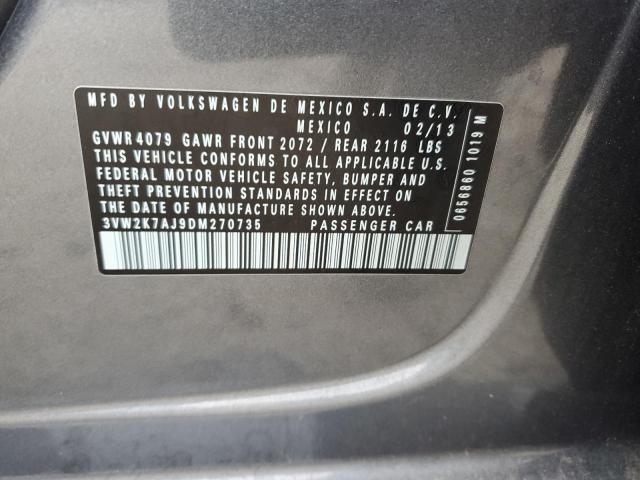 MFD BY VOLKSWAGEN DE MEXICO S.A. DE C.V.
MEXICO 02/13
GVWR 4079 GAWR FRONT 2072 / REAR 2116 LBS
THIS VEHICLE CONFORMS TO ALL APPLICABLE U.S.
FEDERAL MOTOR VEHICLE SAFETY, BUMPER AND
THEFT PREVENTION STANDARDS IN EFFECT ON
THE DATE OF MANUFACTURE SHOWN ABOVE.
3VW2K7AJ9DM270735 PASSENGER CAR
0656860 1019 M